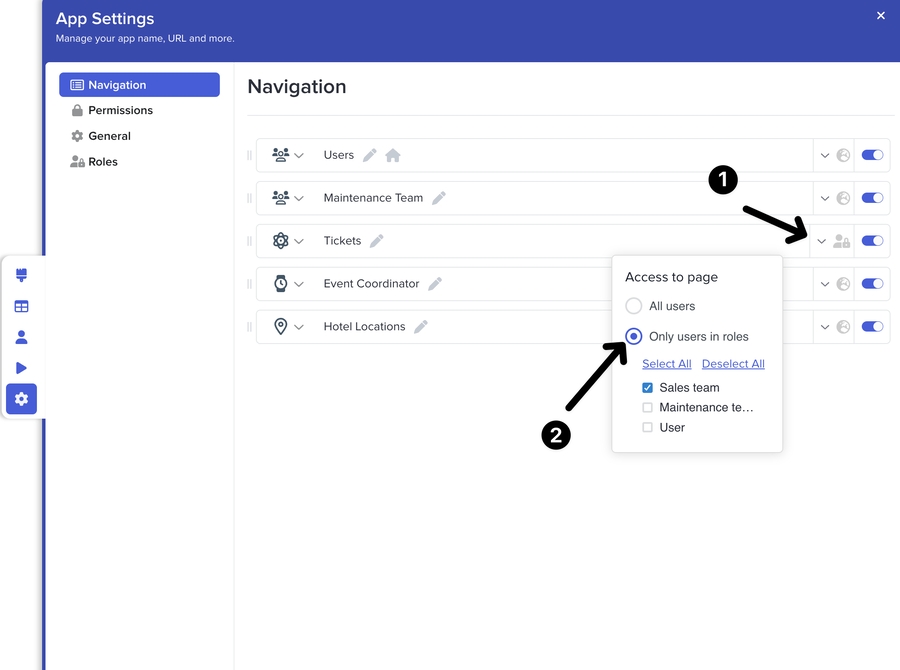 App Settings
Manage your app name, URL and more.
Navigation
Permissions
General
Roles
Navigation
Users
Maintenance Team
1
Tickets
Event Coordinator
Hotel Locations
Access to page
All users
Only users in roles
Select All Deselect All
Sales team
Maintenance te...
User
2